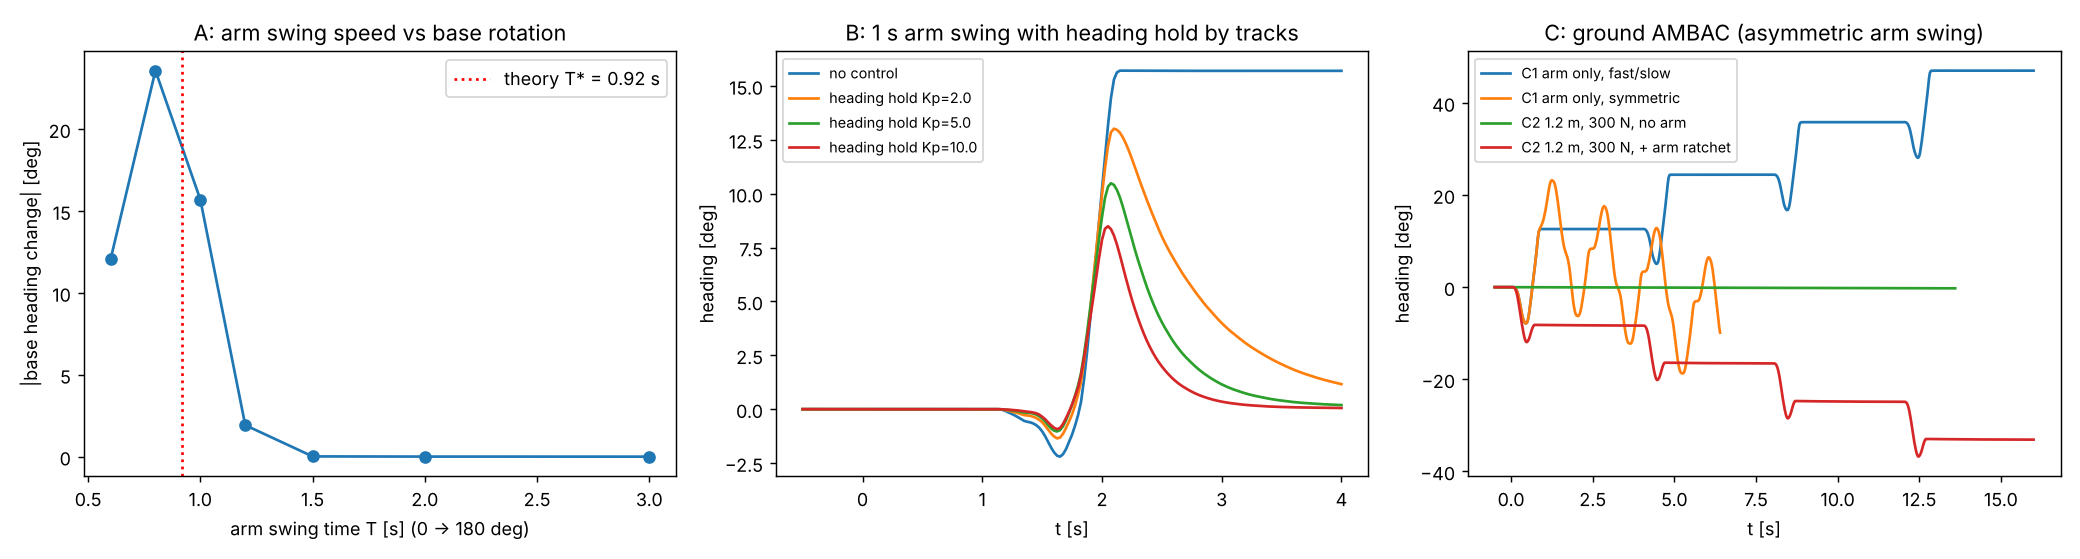 A: arm swing speed vs base rotation
theory T* = 0.92 s
|base heading change| [deg]
20
15
10
5
0
0.5
1.0
1.5
2.0
2.5
3.0
arm swing time T [s] (0 → 180 deg)
B: 1 s arm swing with heading hold by tracks
no control
heading hold Kp=2.0
heading hold Kp=5.0
heading hold Kp=10.0
heading [deg]
15.0
12.5
10.0
7.5
5.0
2.5
0.0
−2.5
0
1
2
3
4
t [s]
C: ground AMBAC (asymmetric arm swing)
C1 arm only, fast/slow
C1 arm only, symmetric
C2 1.2 m, 300 N, no arm
C2 1.2 m, 300 N, + arm ratchet
heading [deg]
40
20
0
−20
−40
0.0
2.5
5.0
7.5
10.0
12.5
15.0
t [s]